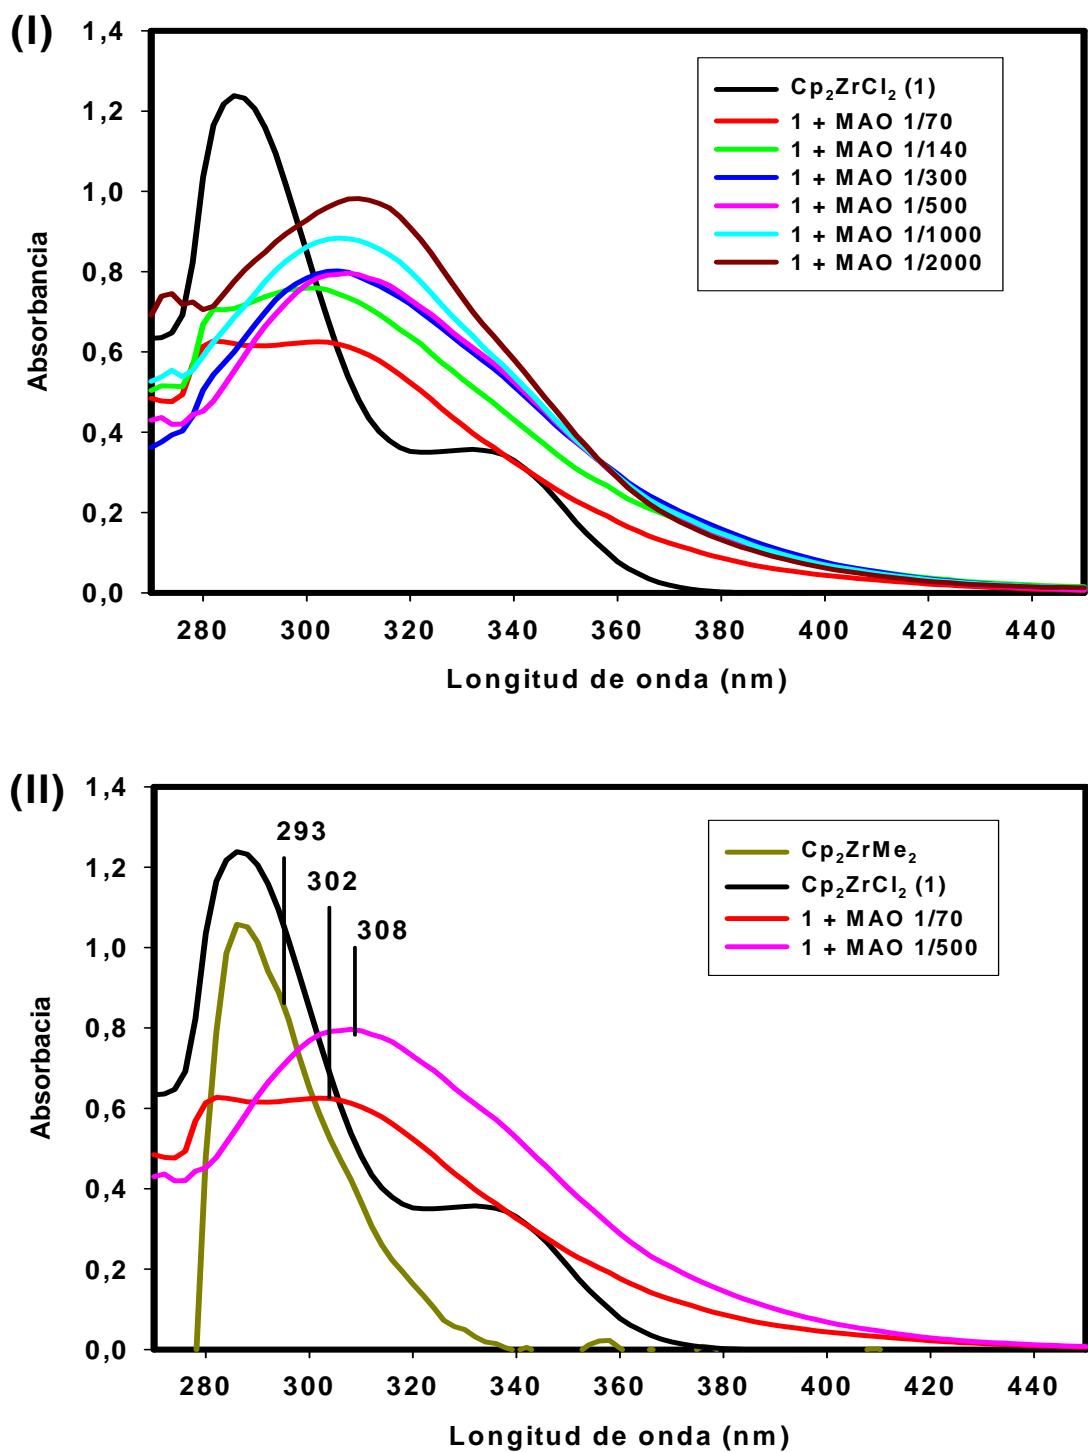 (I)
1,4
1,2
1,0
0,8
0,6
0,4
0,2
0,0
Absorbancia
Cp₂ZrCl₂ (1)
1 + MAO 1/70
1 + MAO 1/140
1 + MAO 1/300
1 + MAO 1/500
1 + MAO 1/1000
1 + MAO 1/2000
280 300 320 340 360 380 400 420 440
Longitud de onda (nm)
(II)
1,4
1,2
1,0
0,8
0,6
0,4
0,2
0,0
Absorbacia
293
302
308
Cp₂ZrMe₂
Cp₂ZrCl₂ (1)
1 + MAO 1/70
1 + MAO 1/500
280 300 320 340 360 380 400 420 440
Longitud de onda (nm)